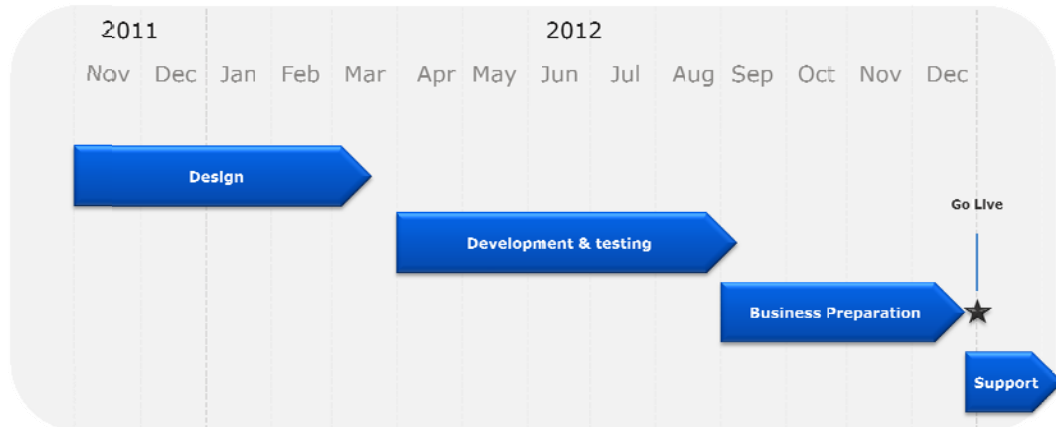 2011 2012
Nov Dec Jan Feb Mar Apr May Jun Jul Aug Sep Oct Nov Dec
Design
Go Live
Development & testing
Business Preparation
Support